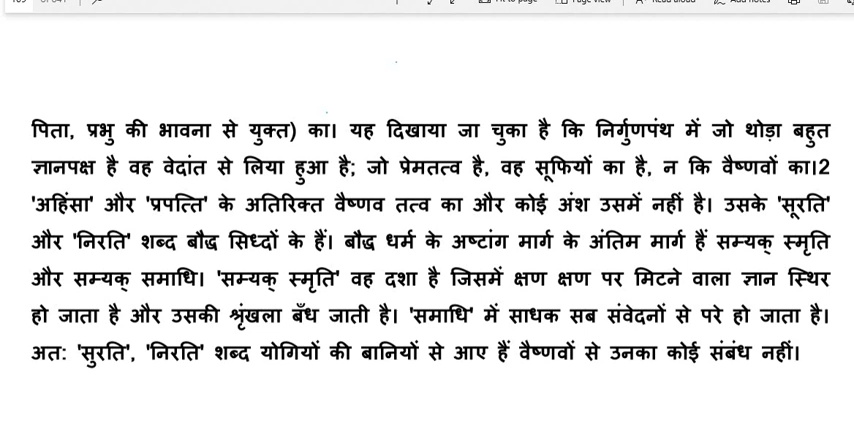 पिता, प्रभु की भावना से युक्त) का। यह दिखाया जा चुका है कि निर्गुणपंथ में जो थोड़ा बहुत
ज्ञानपक्ष है वह वेदांत से लिया हुआ है; जो प्रेमतत्व है, वह सूफियों का है, न कि वैष्णवों का।2
'अहिंसा' और 'प्रपत्ति' के अतिरिक्त वैष्णव तत्व का और कोई अंश उसमें नहीं है। उसके 'सूरति'
और 'निरति' शब्द बौद्ध सिध्दों के हैं। बौद्ध धर्म के अष्टांग मार्ग के अंतिम मार्ग हैं सम्यक् स्मृति
और सम्यक् समाधि। 'सम्यक् स्मृति' वह दशा है जिसमें क्षण क्षण पर मिटने वाला ज्ञान स्थिर
हो जाता है और उसकी श्रृंखला बँध जाती है। 'समाधि' में साधक सब संवेदनों से परे हो जाता है।
अत: 'सुरति', 'निरति' शब्द योगियों की बानियों से आए हैं वैष्णवों से उनका कोई संबंध नहीं।